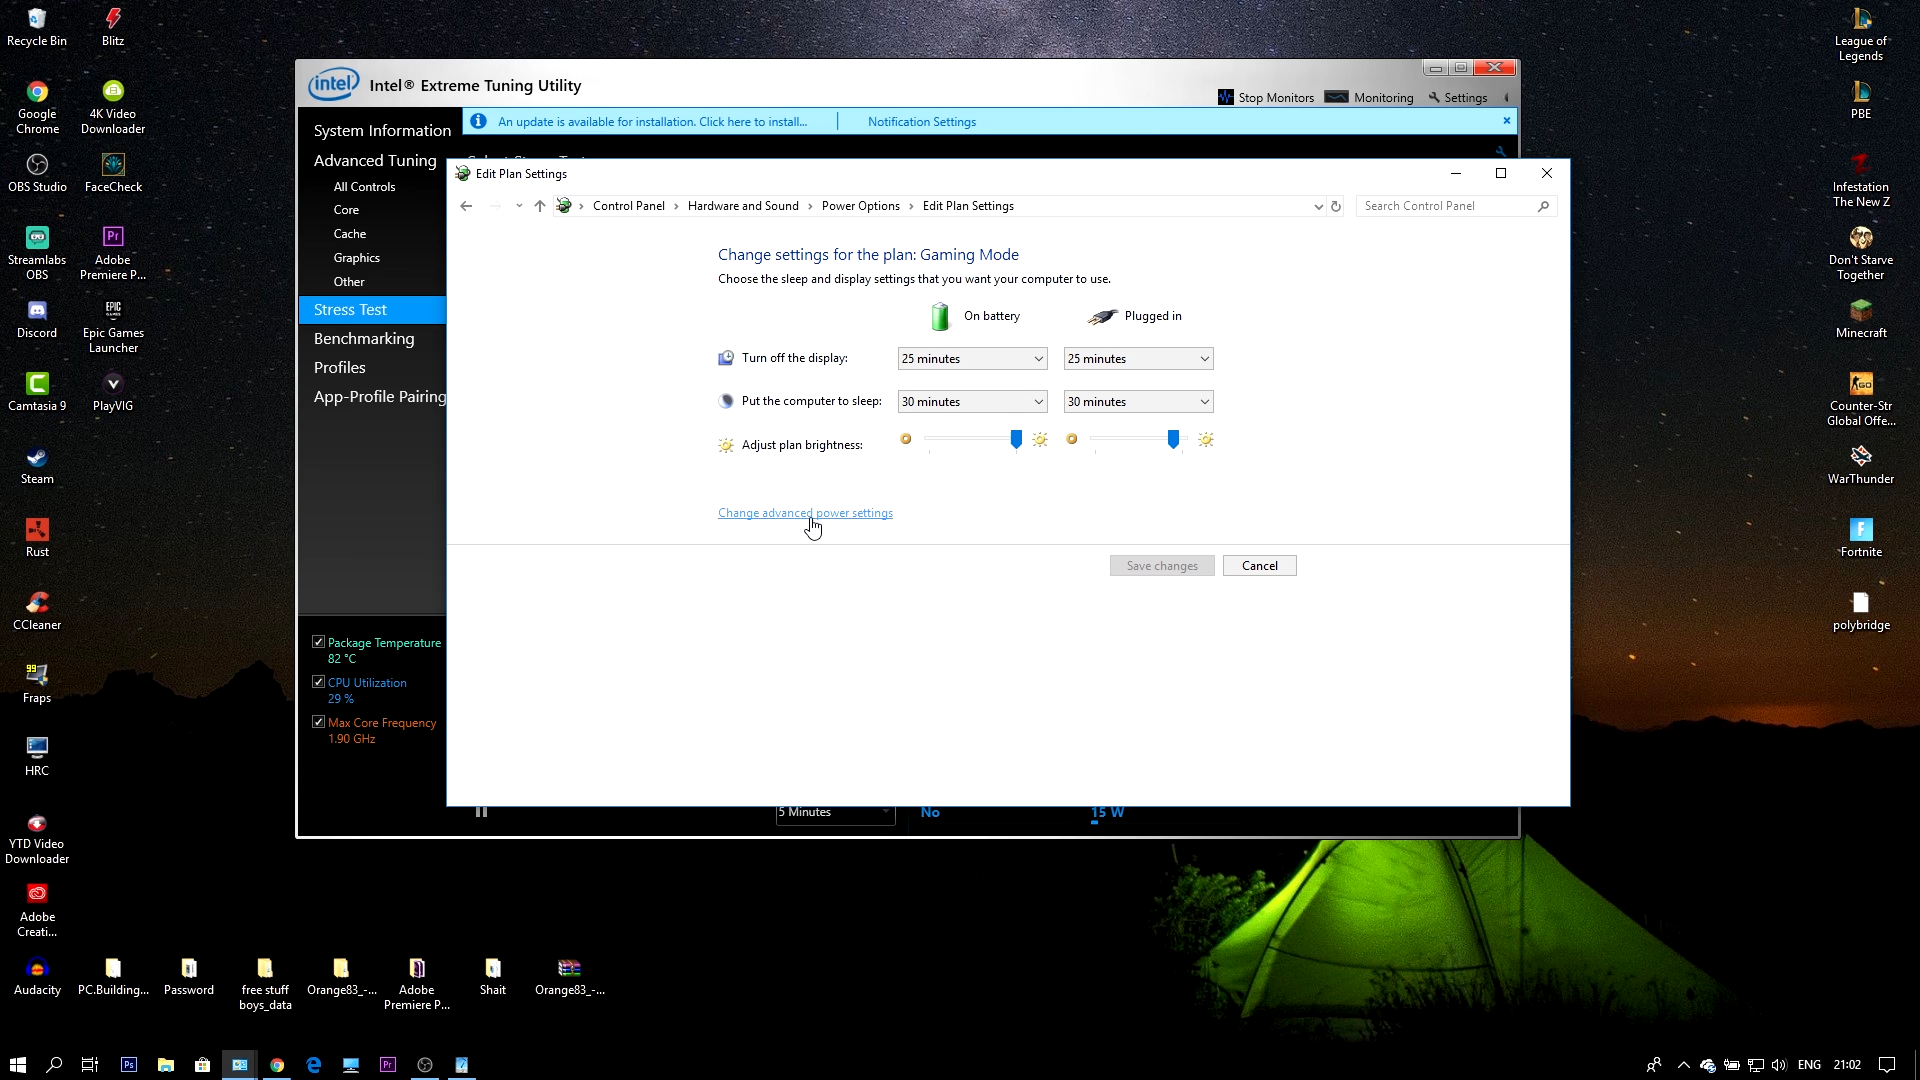 Recycle Bin
Blitz
Google
Chrome
4K Video
Downloader
OBS Studio
FaceCheck
Streamlabs
OBS
Pr
Adobe
Premiere P...
Discord
EPIC
GAMES
Epic Games
Launcher
Camtasia 9
PlayVIG
Steam
Rust
CCleaner
99
Fraps
HRC
YTD Video
Downloader
Adobe
Creati...
Audacity
PC.Building...
Password
free stuff
boys_data
Orange83_-...
Adobe
Premiere P...
Shait
Orange83_-...
League of
Legends
PBE
Infestation
The New Z
Don't Starve
Together
Minecraft
GO
Counter-Str
Global Offe...
WarThunder
Fortnite
polybridge
intel
Intel® Extreme Tuning Utility
Stop Monitors
Monitoring
Settings
An update is available for installation. Click here to install...
Notification Settings
System Information
Advanced Tuning
All Controls
Core
Cache
Graphics
Other
Stress Test
Benchmarking
Profiles
App-Profile Pairing
Package Temperature
82 °C
CPU Utilization
29 %
Max Core Frequency
1.90 GHz
Edit Plan Settings
Control Panel
Hardware and Sound
Power Options
Edit Plan Settings
Search Control Panel
Change settings for the plan: Gaming Mode
Choose the sleep and display settings that you want your computer to use.
On battery
Plugged in
Turn off the display:
25 minutes
25 minutes
Put the computer to sleep:
30 minutes
30 minutes
Adjust plan brightness:
Change advanced power settings
Save changes
Cancel
5 Minutes
No
15 W
Ps
Pr
ENG
21:02